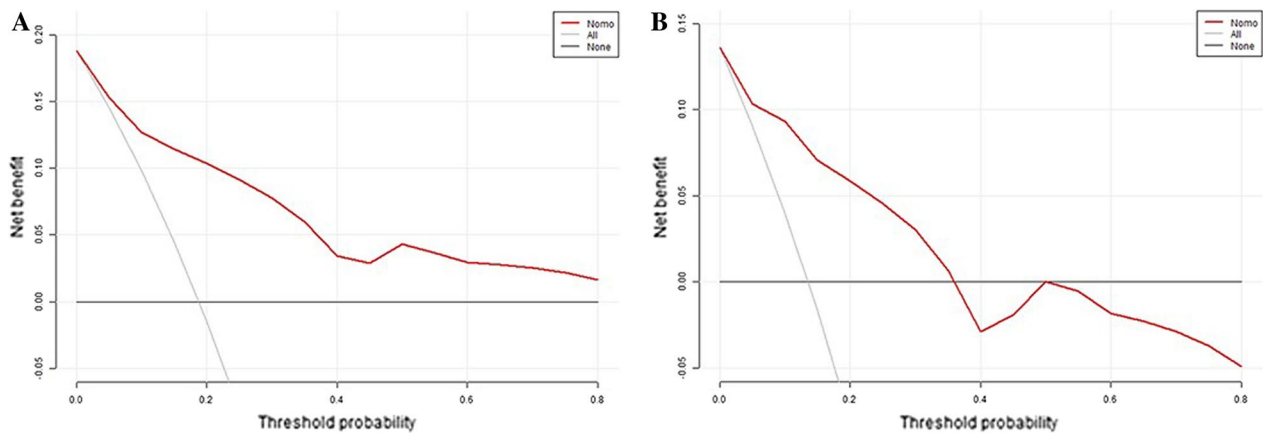 A
Nomo
All
None
0.20
0.15
0.10
0.05
0.00
-0.05
Net benefit
0.0 0.2 0.4 0.6 0.8
Threshold probability
B
Nomo
All
None
0.15
0.10
0.05
0.00
-0.05
Net benefit
0.0 0.2 0.4 0.6 0.8
Threshold probability